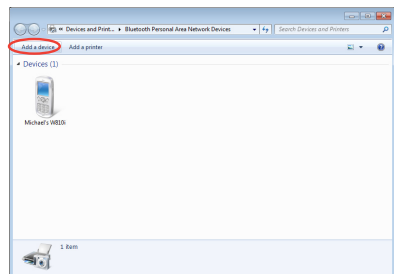 « Devices and Print... ▸ Bluetooth Personal Area Network Devices
Search Devices and Printers
Add a device Add a printer
Devices (1)
Michael's W810i
1 item